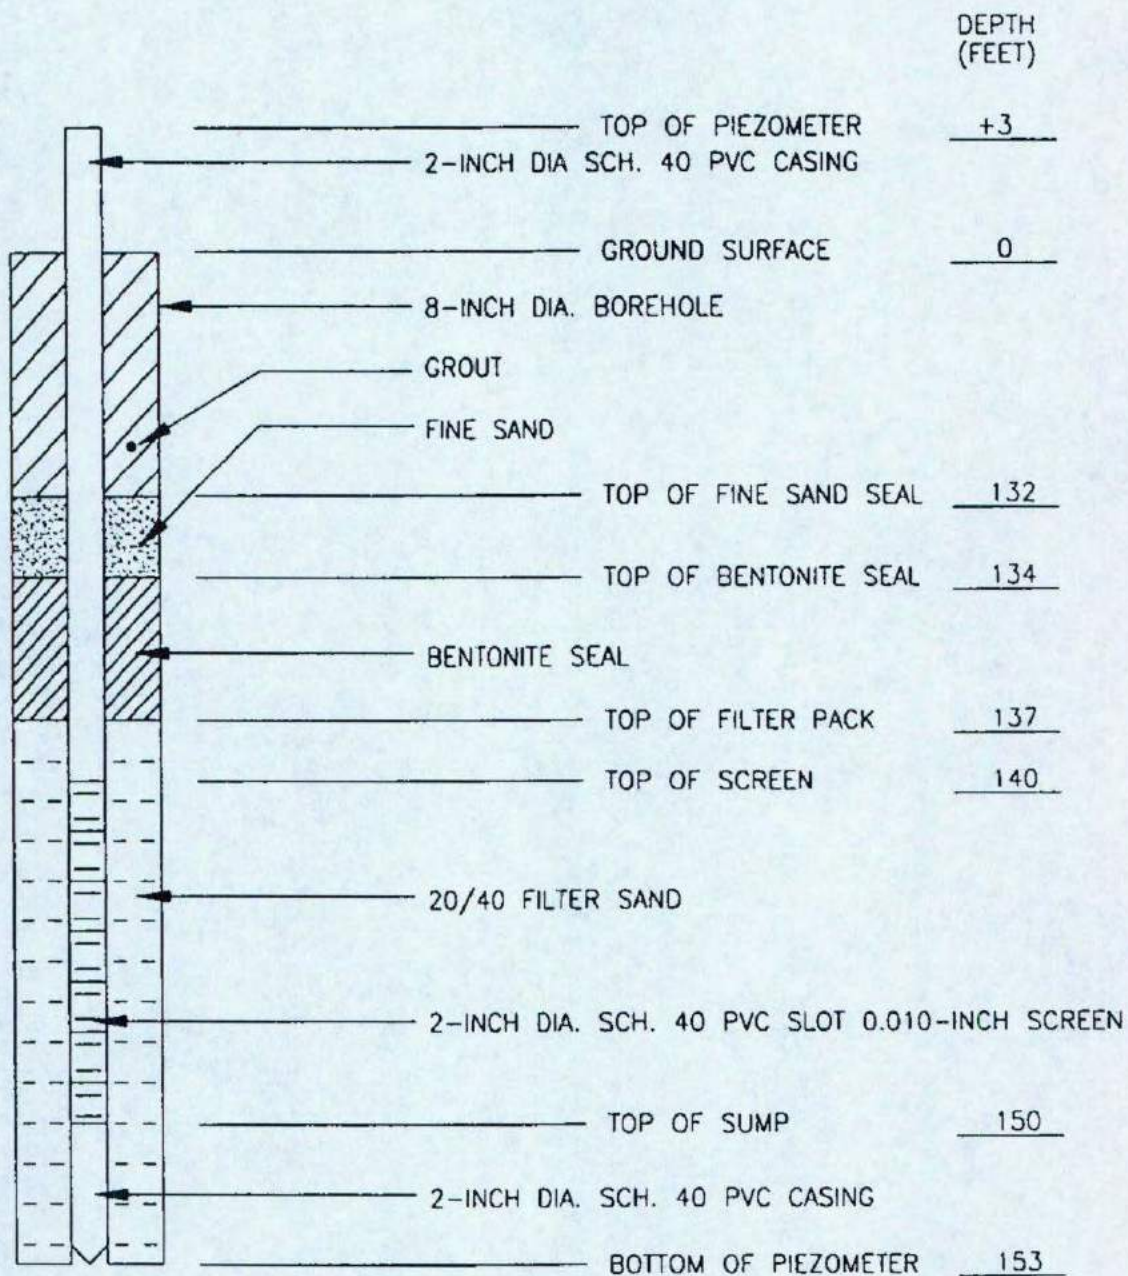 DEPTH
(FEET)
TOP OF PIEZOMETER +3
2-INCH DIA SCH. 40 PVC CASING
GROUND SURFACE 0
8-INCH DIA. BOREHOLE
GROUT
FINE SAND
TOP OF FINE SAND SEAL 132
TOP OF BENTONITE SEAL 134
BENTONITE SEAL
TOP OF FILTER PACK 137
TOP OF SCREEN 140
20/40 FILTER SAND
2-INCH DIA. SCH. 40 PVC SLOT 0.010-INCH SCREEN
TOP OF SUMP 150
2-INCH DIA. SCH. 40 PVC CASING
BOTTOM OF PIEZOMETER 153